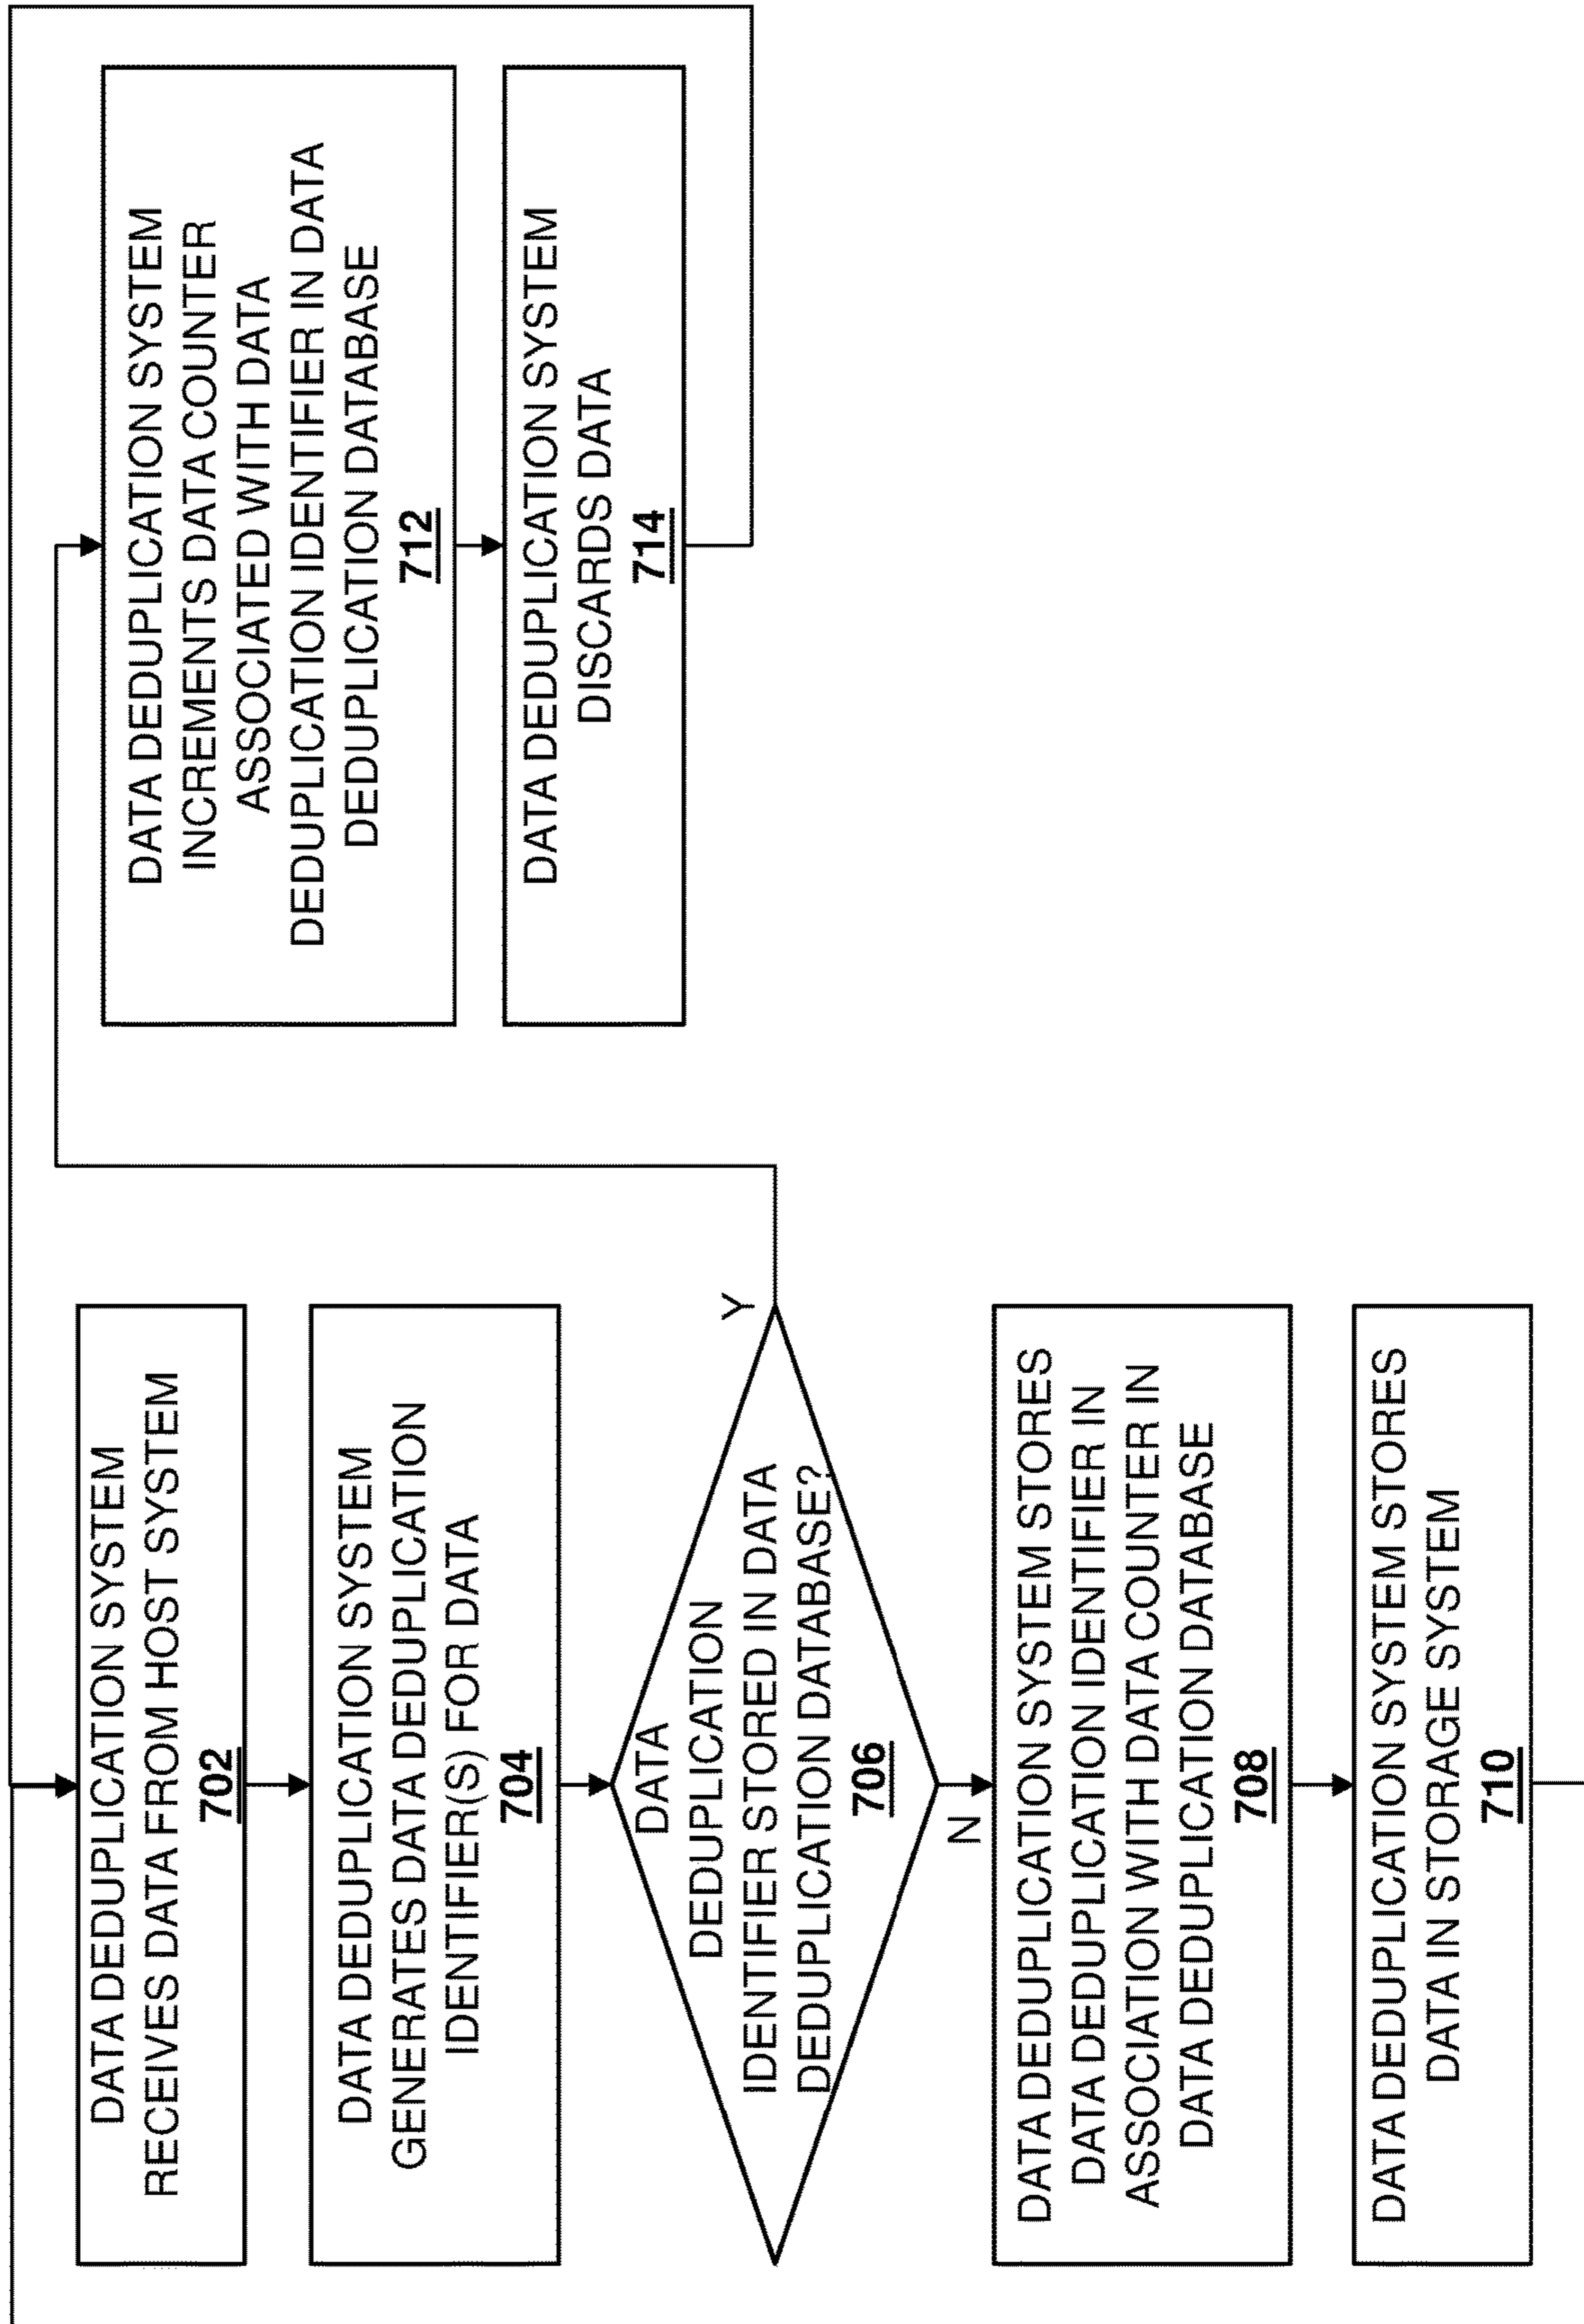 DATA DEDUPLICATION SYSTEM
RECEIVES DATA FROM HOST SYSTEM
702
DATA DEDUPLICATION SYSTEM
GENERATES DATA DEDUPLICATION
IDENTIFIER(S) FOR DATA
704
DATA
DEDUPLICATION
IDENTIFIER STORED IN DATA
DEDUPLICATION DATABASE?
706
Y
N
DATA DEDUPLICATION SYSTEM STORES
DATA DEDUPLICATION IDENTIFIER IN
ASSOCIATION WITH DATA COUNTER IN
DATA DEDUPLICATION DATABASE
708
DATA DEDUPLICATION SYSTEM STORES
DATA IN STORAGE SYSTEM
710
DATA DEDUPLICATION SYSTEM
INCREMENTS DATA COUNTER
ASSOCIATED WITH DATA
DEDUPLICATION IDENTIFIER IN DATA
DEDUPLICATION DATABASE
712
DATA DEDUPLICATION SYSTEM
DISCARDS DATA
714